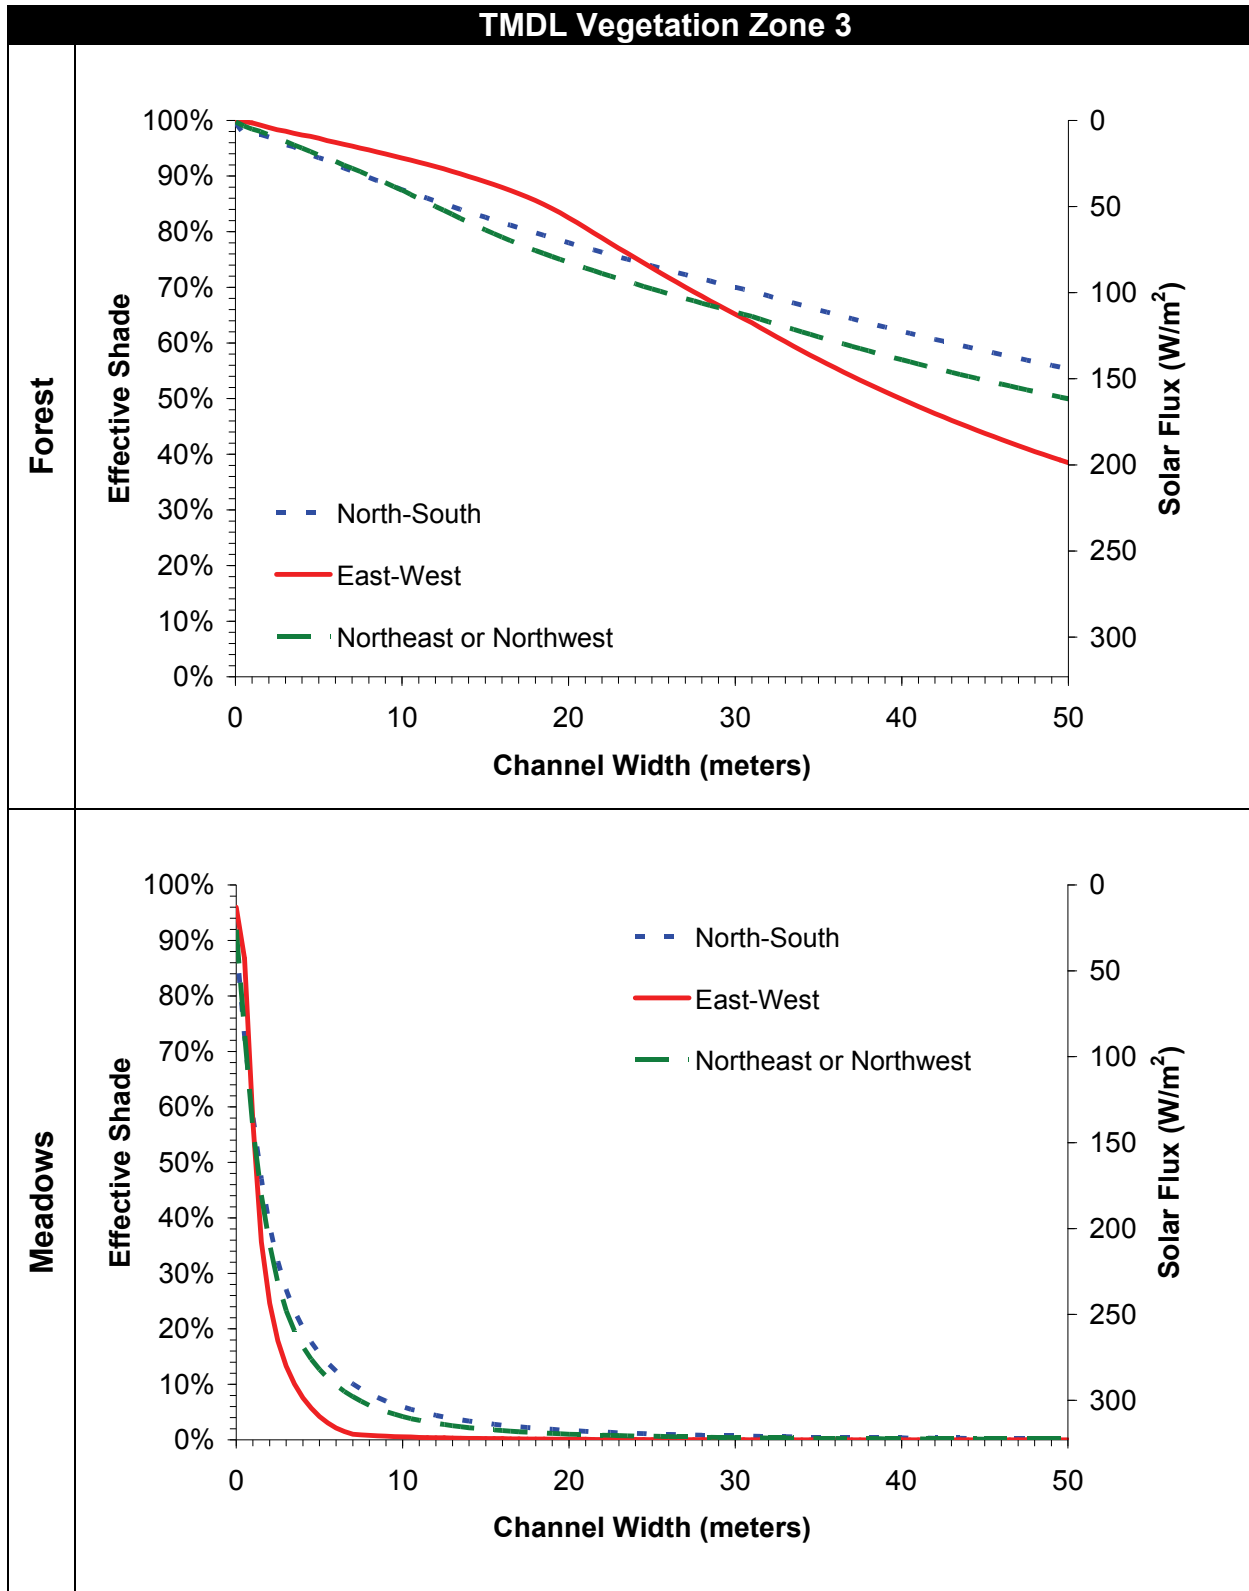 TMDL Vegetation Zone 3
Forest
Effective Shade
100%
90%
80%
70%
60%
50%
40%
30%
20%
10%
0%
North-South
East-West
Northeast or Northwest
0
50
100
150
200
250
300
Solar Flux (W/m²)
0 10 20 30 40 50
Channel Width (meters)
Meadows
Effective Shade
100%
90%
80%
70%
60%
50%
40%
30%
20%
10%
0%
North-South
East-West
Northeast or Northwest
0
50
100
150
200
250
300
Solar Flux (W/m²)
0 10 20 30 40 50
Channel Width (meters)